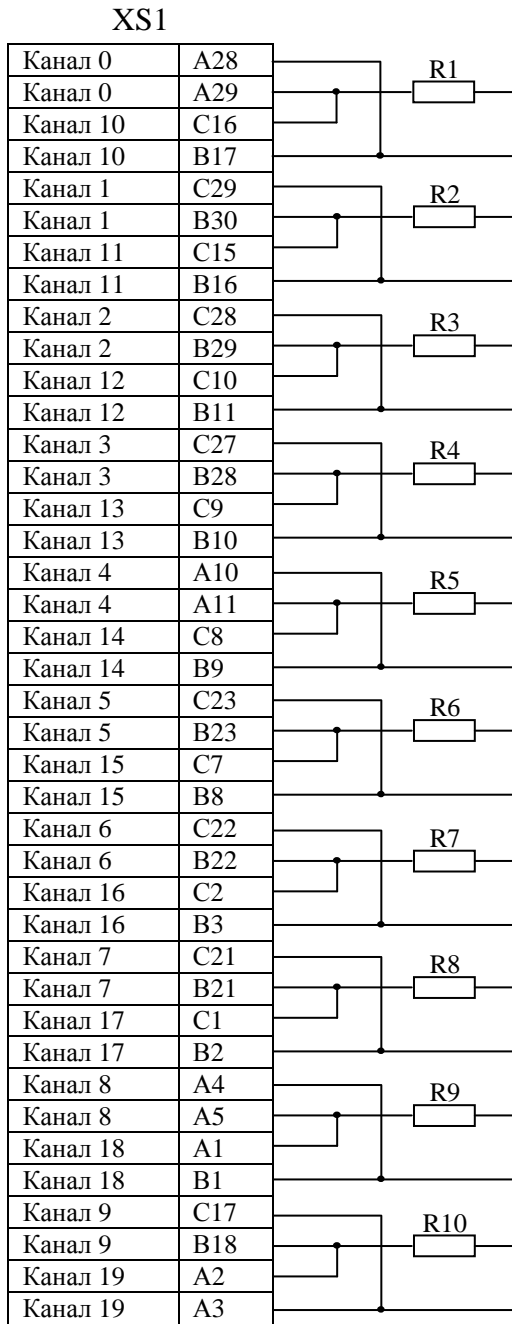 XS1
Канал 0 A28
R1
Канал 0 A29
Канал 10 C16
Канал 10 B17
Канал 1 C29
R2
Канал 1 B30
Канал 11 C15
Канал 11 B16
Канал 2 C28
R3
Канал 2 B29
Канал 12 C10
Канал 12 B11
Канал 3 C27
R4
Канал 3 B28
Канал 13 C9
Канал 13 B10
Канал 4 A10
R5
Канал 4 A11
Канал 14 C8
Канал 14 B9
Канал 5 C23
R6
Канал 5 B23
Канал 15 C7
Канал 15 B8
Канал 6 C22
R7
Канал 6 B22
Канал 16 C2
Канал 16 B3
Канал 7 C21
R8
Канал 7 B21
Канал 17 C1
Канал 17 B2
Канал 8 A4
R9
Канал 8 A5
Канал 18 A1
Канал 18 B1
Канал 9 C17
R10
Канал 9 B18
Канал 19 A2
Канал 19 A3